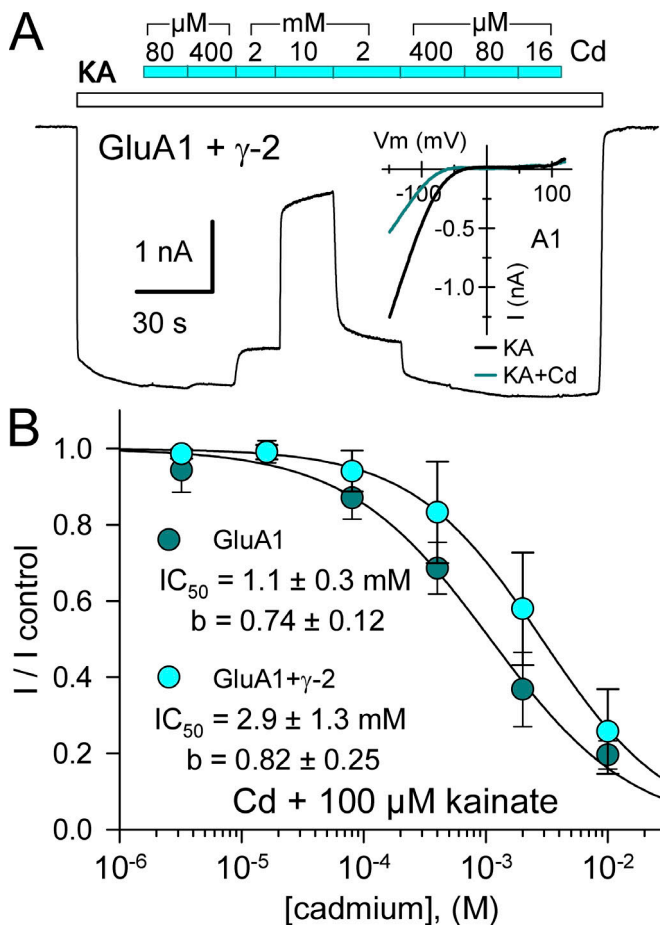 A
μM mM μM
80 400 2 10 2 400 80 16 Cd
KA
GluA1 + γ-2
Vm (mV)
-100 100
-0.5
-1.0
I (nA)
A1
1 nA
30 s
KA
KA+Cd
B
I / I control
1.0
0.8
0.6
0.4
0.2
0.0
GluA1
IC50 = 1.1 ± 0.3 mM
b = 0.74 ± 0.12
GluA1+γ-2
IC50 = 2.9 ± 1.3 mM
b = 0.82 ± 0.25
Cd + 100 μM kainate
10-6 10-5 10-4 10-3 10-2
[cadmium], (M)